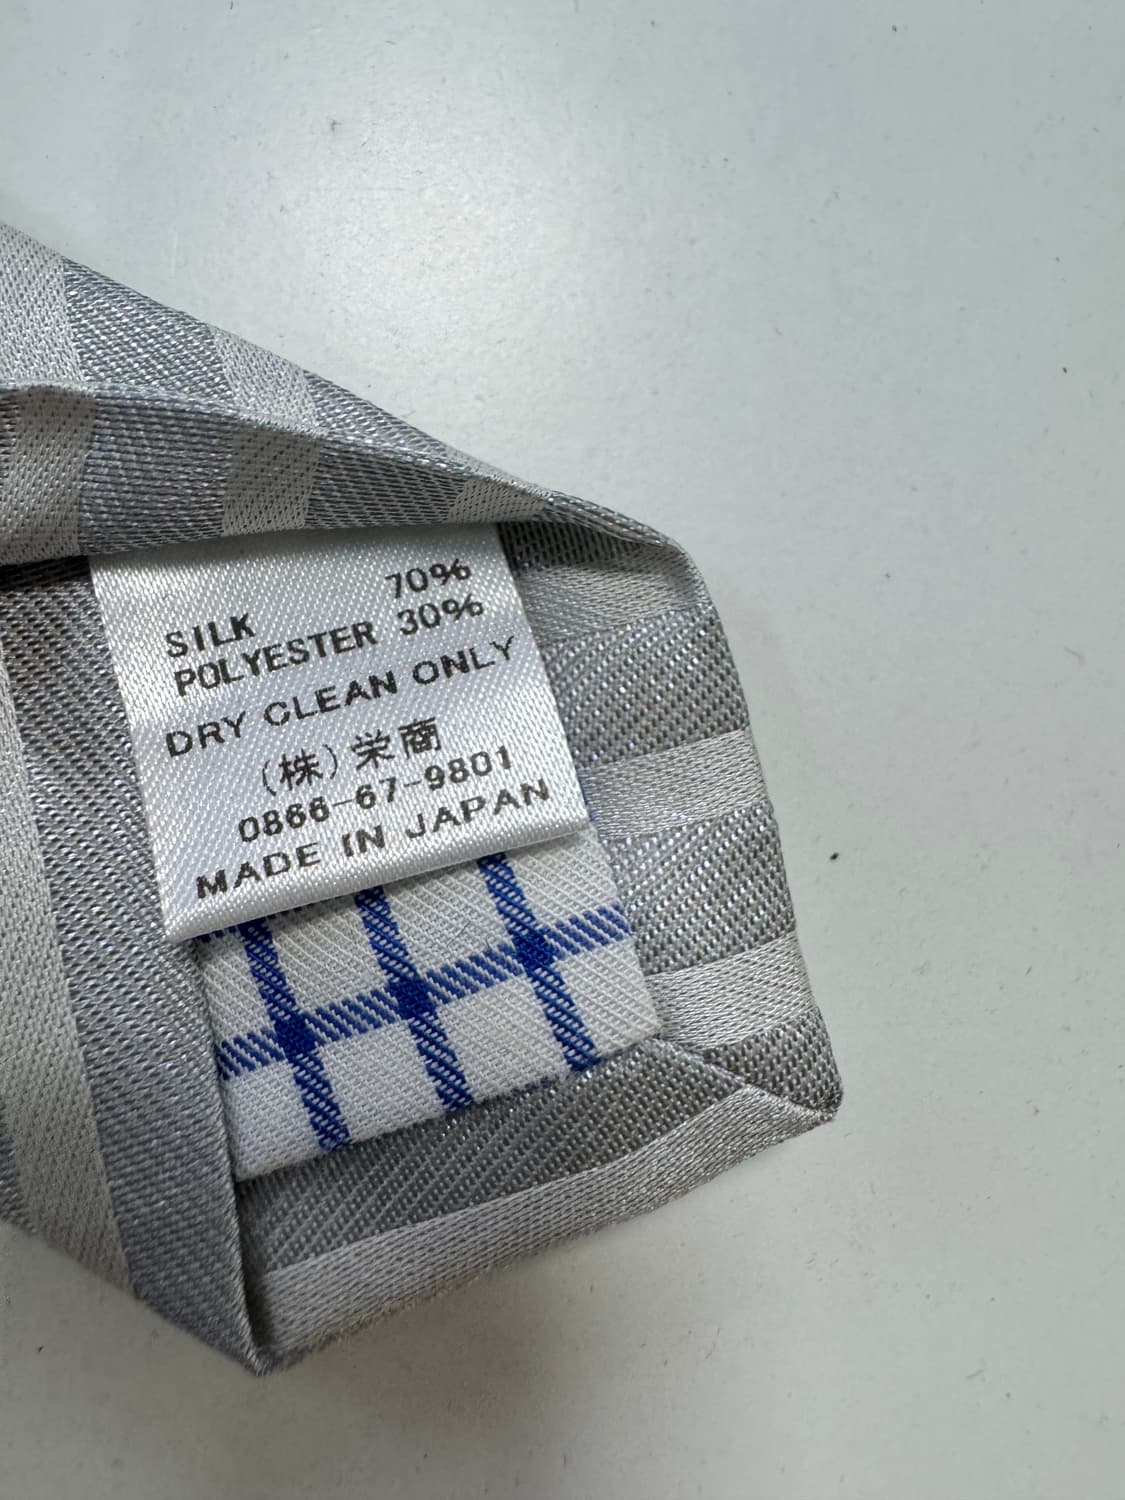 SILK 70%
POLYESTER 30%
DRY CLEAN ONLY
(株)栄商
0866-67-9801
MADE IN JAPAN